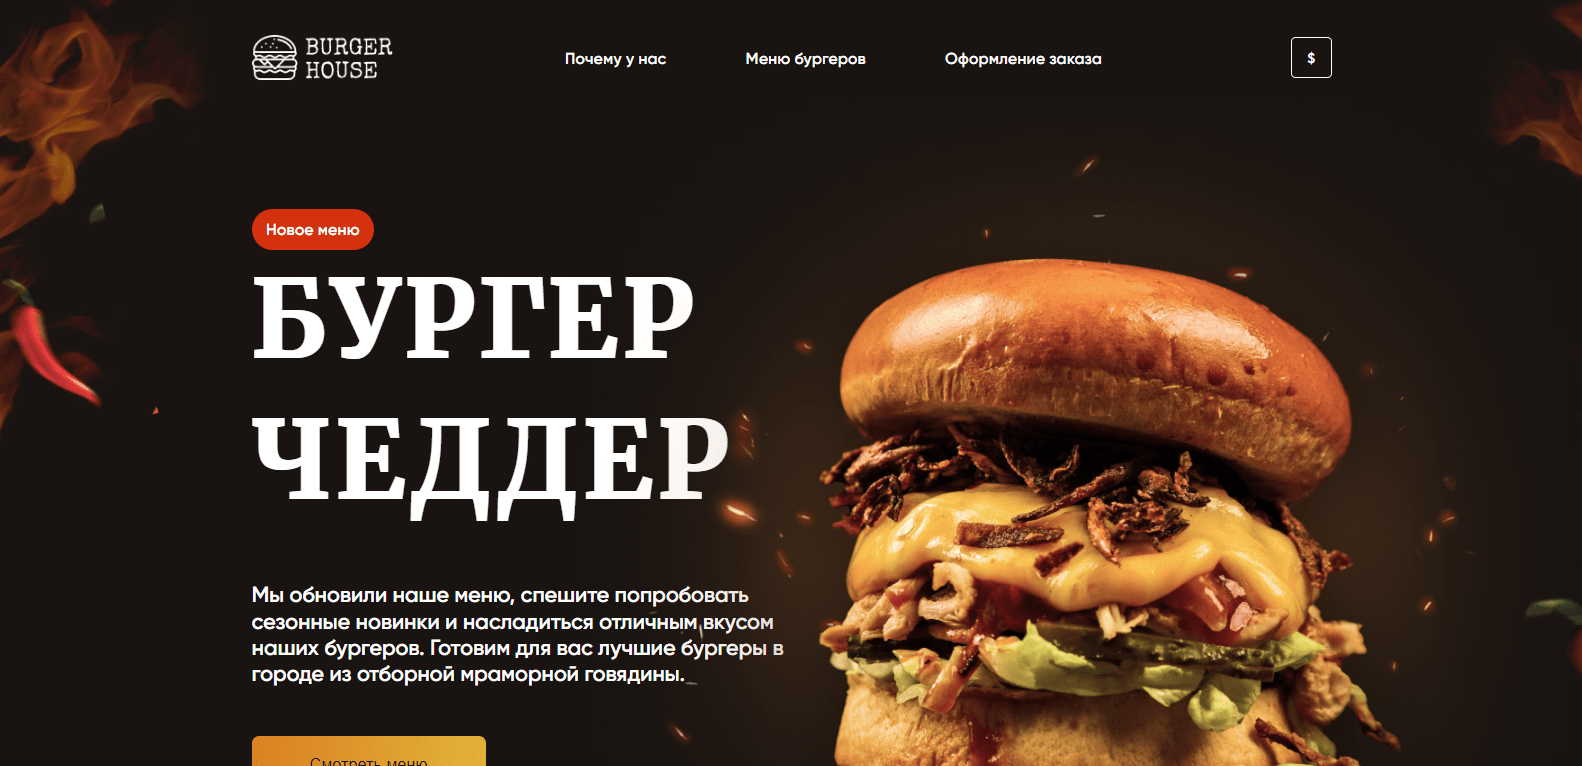 BURGER
HOUSE
Почему у нас
Меню бургеров
Оформление заказа
$
Новое меню
БУРГЕР
ЧЕДДЕР
Мы обновили наше меню, спешите попробовать
сезонные новинки и насладиться отличным вкусом
наших бургеров. Готовим для вас лучшие бургеры в
городе из отборной мраморной говядины.
Смотреть меню